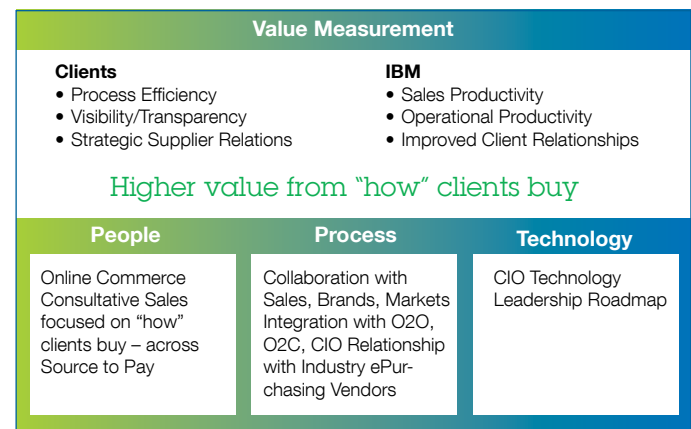 Value Measurement
Clients
• Process Efficiency
• Visibility/Transparency
• Strategic Supplier Relations
IBM
• Sales Productivity
• Operational Productivity
• Improved Client Relationships
Higher value from "how" clients buy
People
Online Commerce
Consultative Sales
focused on "how"
clients buy – across
Source to Pay
Process
Collaboration with
Sales, Brands, Markets
Integration with O2O,
O2C, CIO Relationship
with Industry ePur-
chasing Vendors
Technology
CIO Technology
Leadership Roadmap